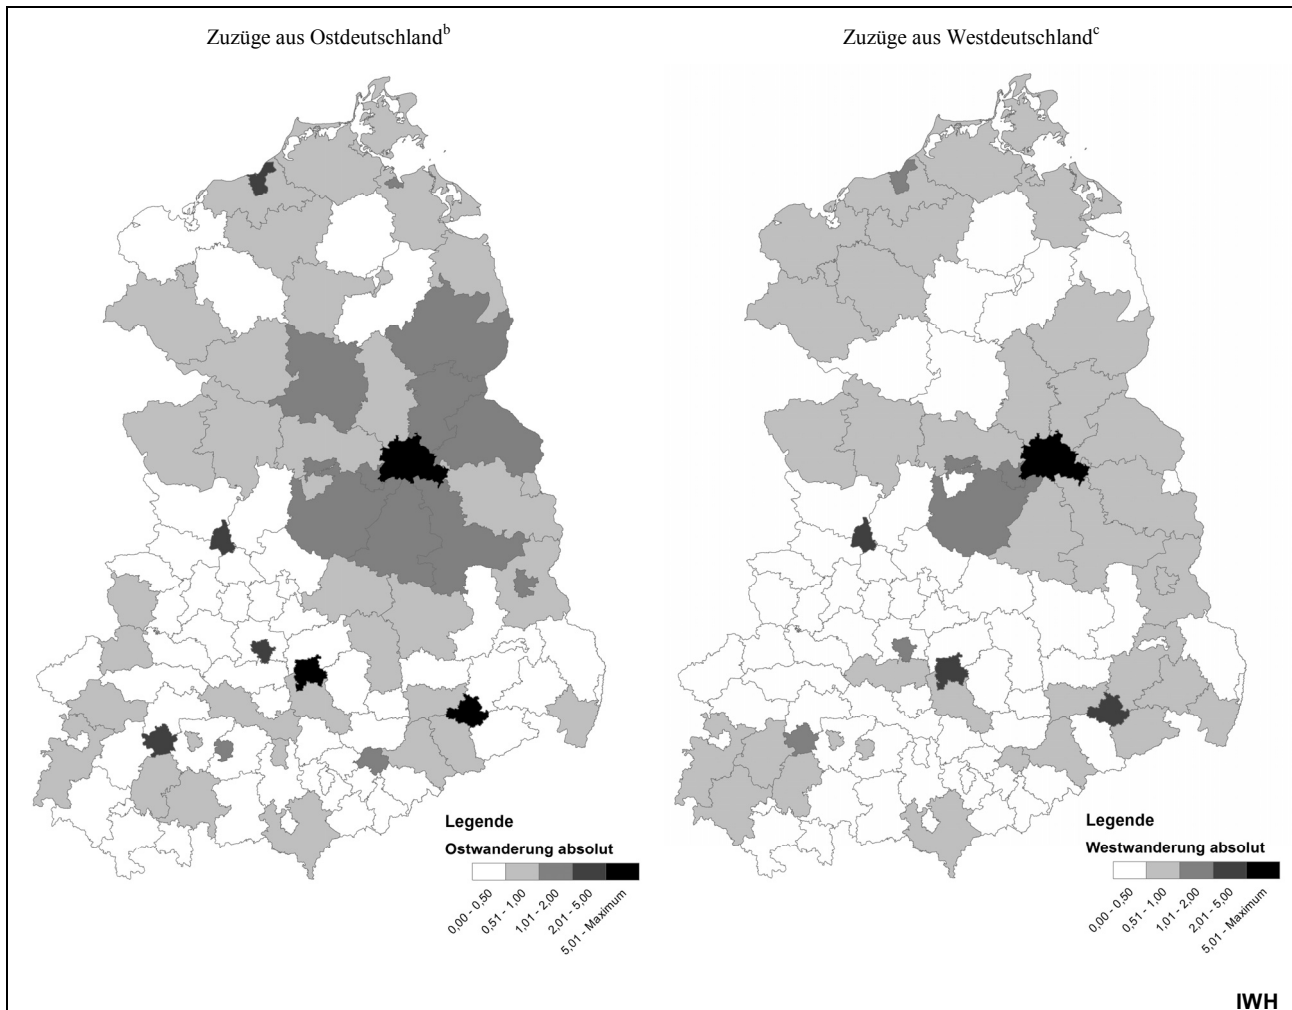 Zuzüge aus Ostdeutschlandb
Legende
Ostwanderung absolut
0,00 - 0,50
0,51 - 1,00
1,01 - 2,00
2,01 - 5,00
5,01 - Maximum
Zuzüge aus Westdeutschlandc
Legende
Westwanderung absolut
0,00 - 0,50
0,51 - 1,00
1,01 - 2,00
2,01 - 5,00
5,01 - Maximum
IWH